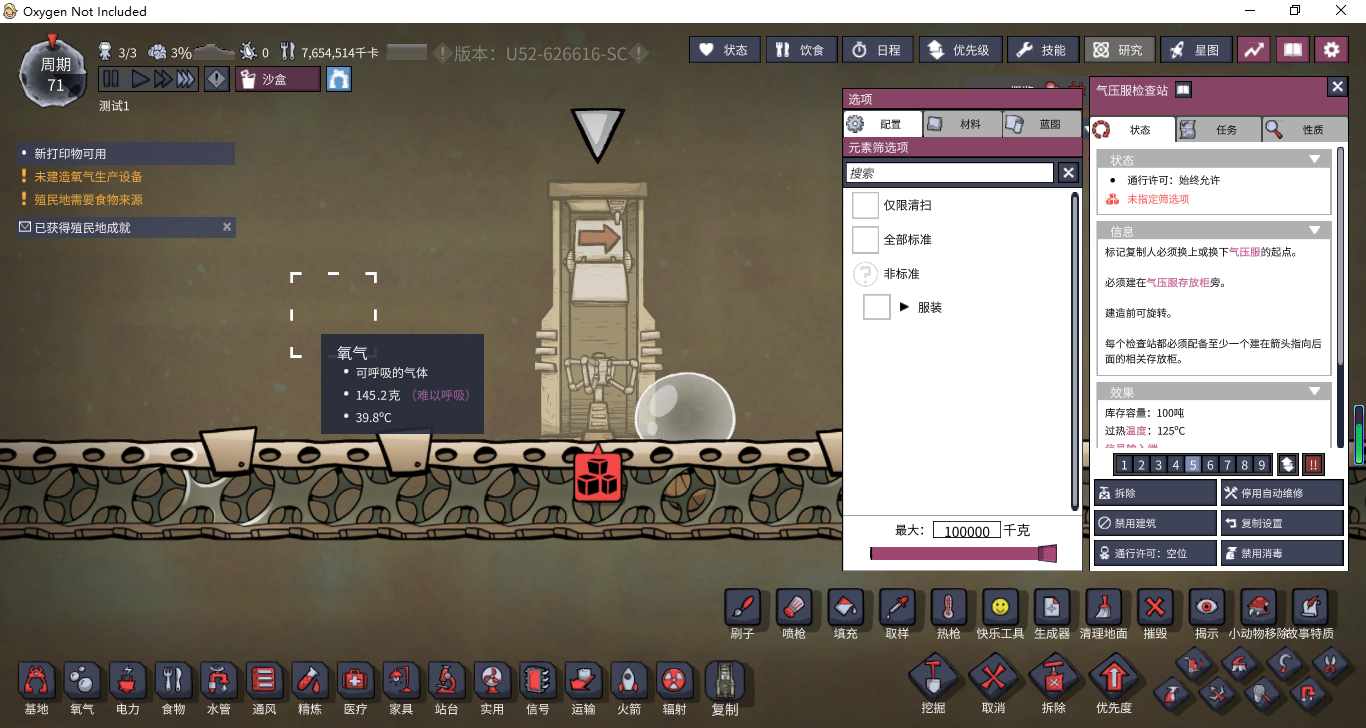 Oxygen Not Included
周期
71
3/3
3%
0
7,654,514千卡
版本：U52-626616-SC
沙盒
测试1
状态
饮食
日程
优先级
技能
研究
星图
新打印物可用
未建造氧气生产设备
殖民地需要食物来源
已获得殖民地成就
氧气
可呼吸的气体
145.2克 （难以呼吸）
39.8ºC
选项
配置
材料
蓝图
元素筛选项
搜索
仅限清扫
全部标准
非标准
服装
最大：
100000
千克
气压服检查站
状态
任务
性质
状态
通行许可：始终允许
未指定筛选项
信息
标记复制人必须换上或换下气压服的起点。
必须建在气压服存放柜旁。
建造前可旋转。
每个检查站都必须配备至少一个建在箭头指向后
面的相关存放柜。
效果
库存容量：100吨
过热温度：125ºC
1 2 3 4 5 6 7 8 9 !!
拆除
停用自动维修
禁用建筑
复制设置
通行许可：空位
禁用消毒
刷子
喷枪
填充
取样
热枪
快乐工具
生成器
清理地面
摧毁
揭示
小动物移除
故事特质
基地
氧气
电力
食物
水管
通风
精炼
医疗
家具
站台
实用
信号
运输
火箭
辐射
复制
挖掘
取消
拆除
优先度